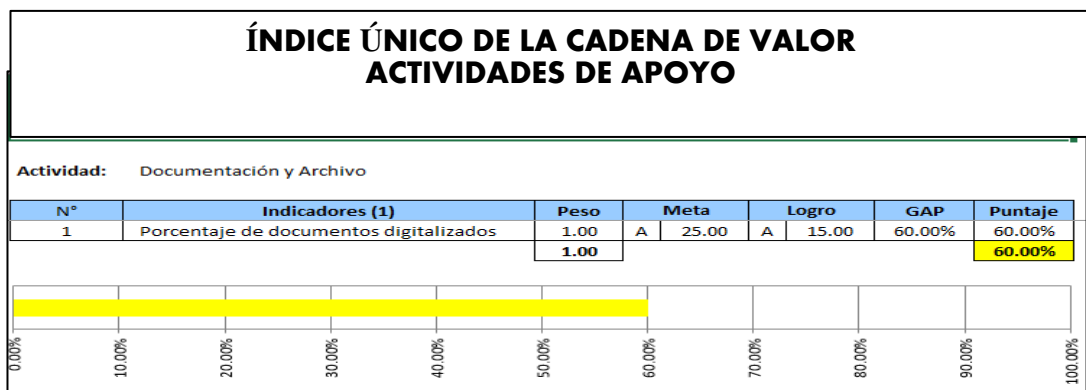 ÍNDICE ÚNICO DE LA CADENA DE VALOR
ACTIVIDADES DE APOYO
Actividad: Documentación y Archivo
N° Indicadores (1) Peso Meta Logro GAP Puntaje
1 Porcentaje de documentos digitalizados 1.00 A 25.00 A 15.00 60.00% 60.00%
1.00 60.00%
0.00% 10.00% 20.00% 30.00% 40.00% 50.00% 60.00% 70.00% 80.00% 90.00% 100.00%